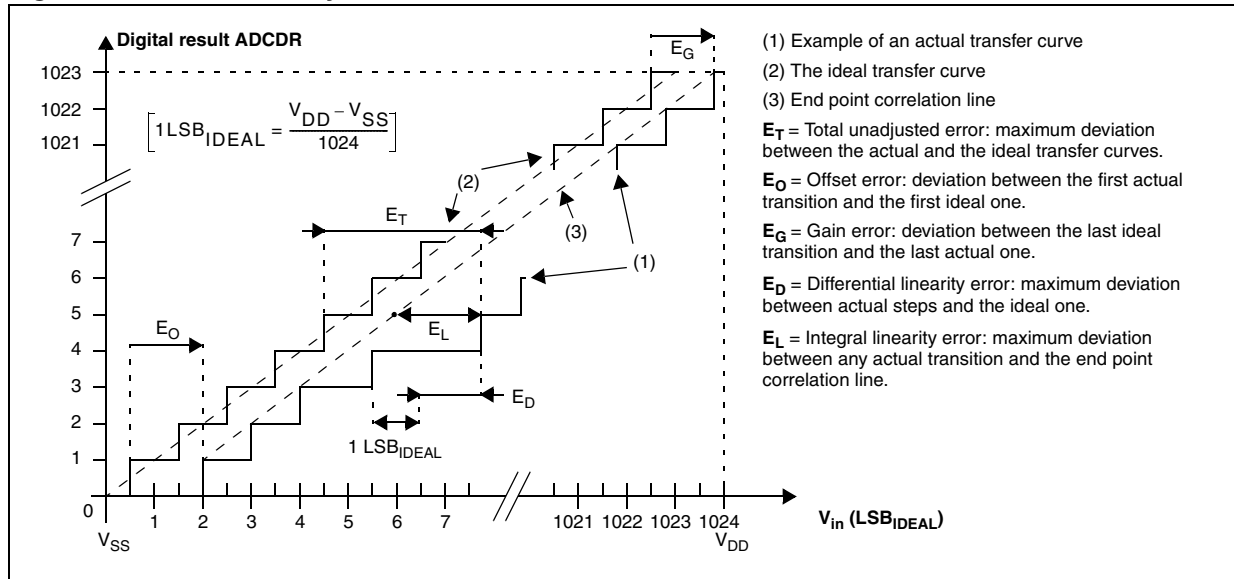 Digital result ADCDR
1023
1022
1021
7
6
5
4
3
2
1
0
[1LSB_IDEAL = (V_DD – V_SS) / 1024]
E_G
(2)
E_T
(3)
(1)
E_O
E_L
E_D
1 LSB_IDEAL
1 2 3 4 5 6 7 1021 1022 1023 1024
V_SS
V_DD
V_in (LSB_IDEAL)
(1) Example of an actual transfer curve
(2) The ideal transfer curve
(3) End point correlation line
E_T = Total unadjusted error: maximum deviation
between the actual and the ideal transfer curves.
E_O = Offset error: deviation between the first actual
transition and the first ideal one.
E_G = Gain error: deviation between the last ideal
transition and the last actual one.
E_D = Differential linearity error: maximum deviation
between actual steps and the ideal one.
E_L = Integral linearity error: maximum deviation
between any actual transition and the end point
correlation line.